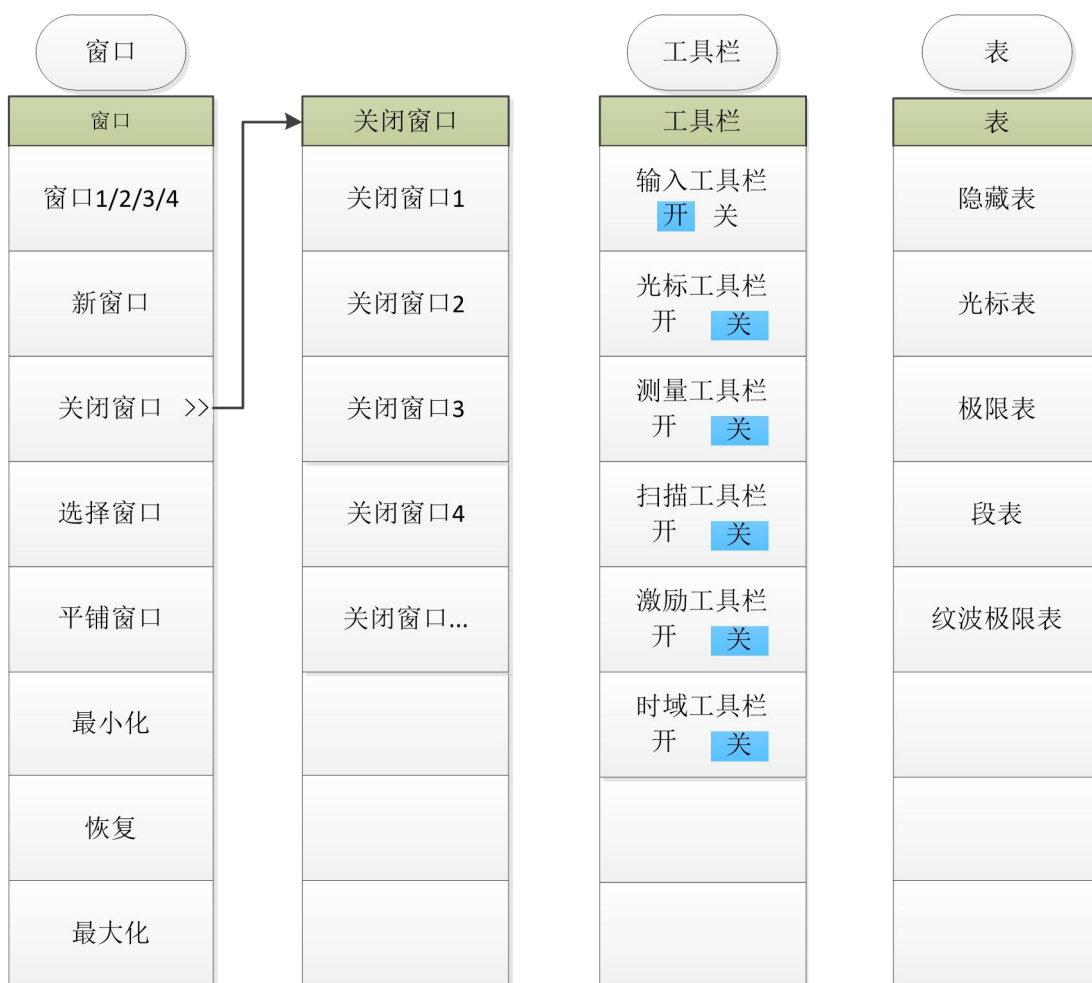 窗口
窗口
窗口1/2/3/4
新窗口
关闭窗口 >>
选择窗口
平铺窗口
最小化
恢复
最大化
关闭窗口
关闭窗口1
关闭窗口2
关闭窗口3
关闭窗口4
关闭窗口...
工具栏
工具栏
输入工具栏
开 关
光标工具栏
开 关
测量工具栏
开 关
扫描工具栏
开 关
激励工具栏
开 关
时域工具栏
开 关
表
表
隐藏表
光标表
极限表
段表
纹波极限表